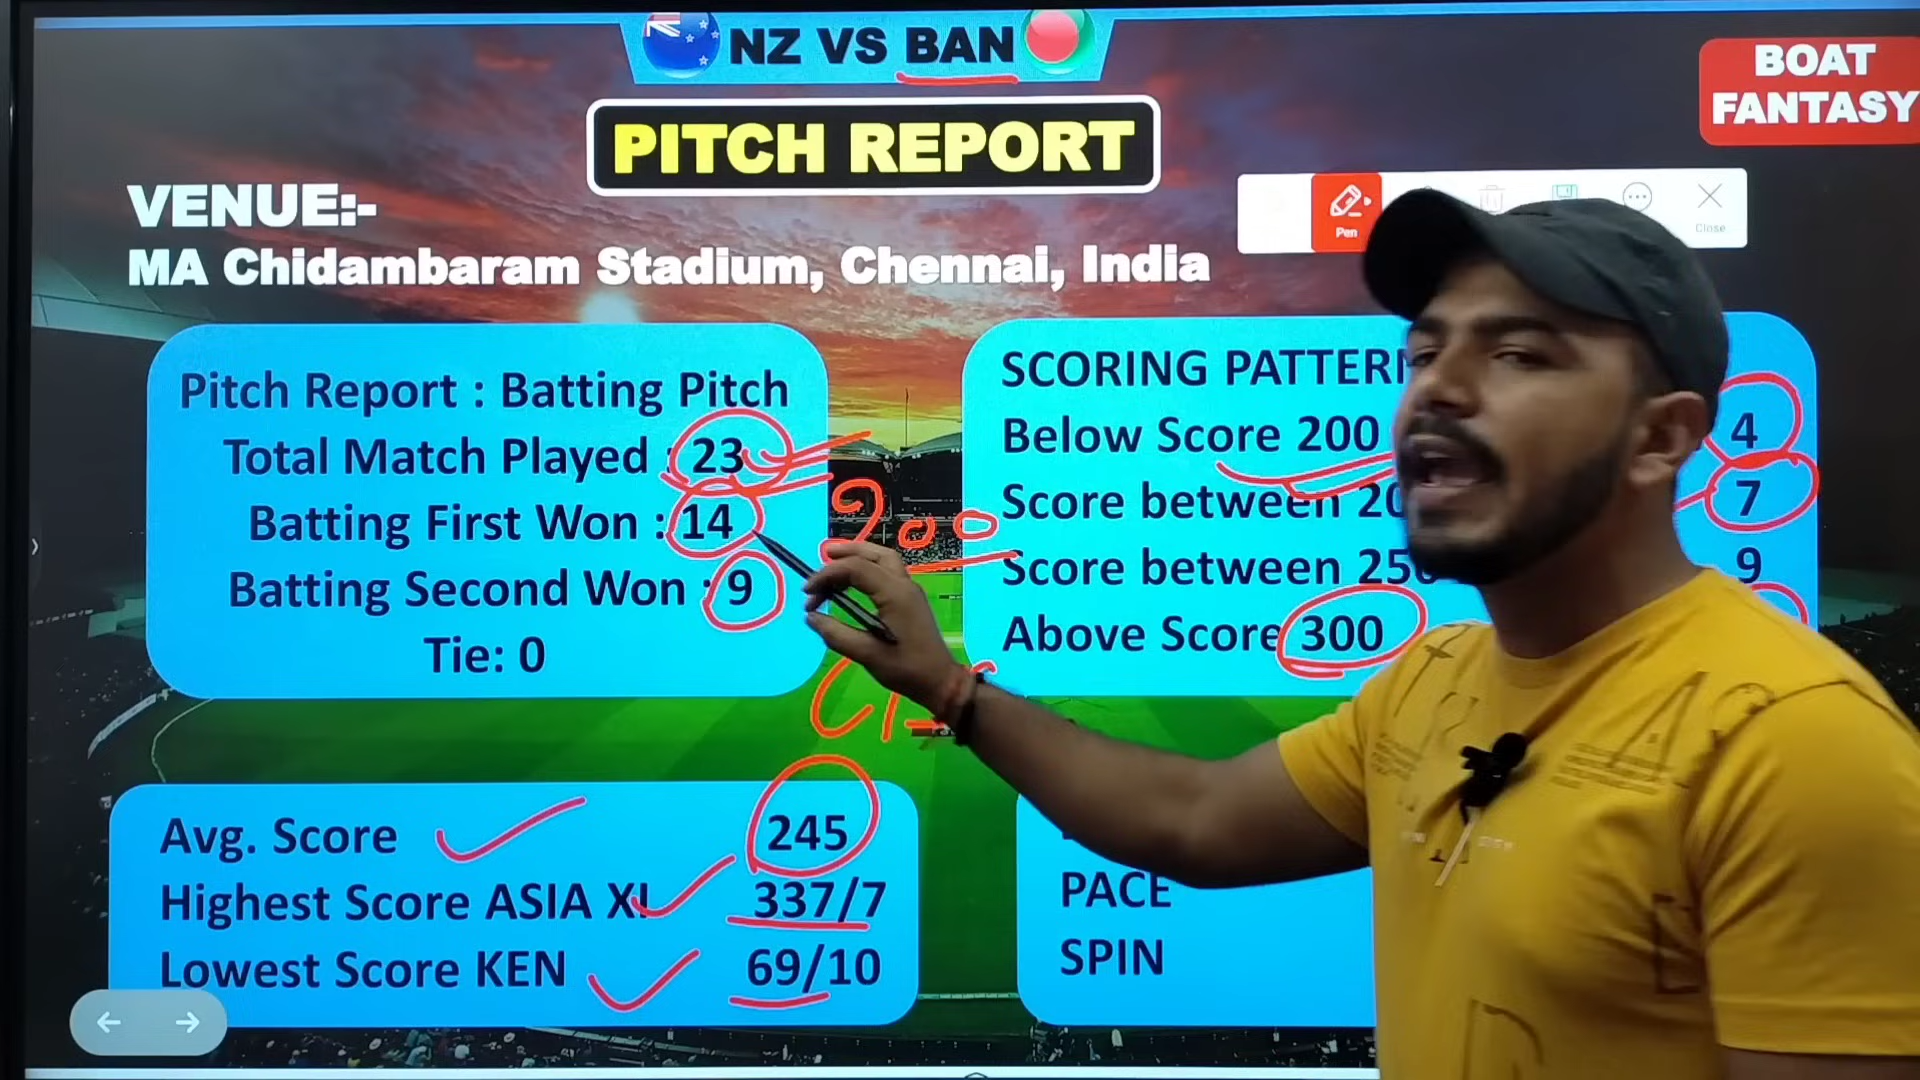 NZ VS BAN
BOAT
FANTASY
PITCH REPORT
VENUE:-
MA Chidambaram Stadium, Chennai, India
Pen
Close
Pitch Report : Batting Pitch
Total Match Played : 23
Batting First Won : 14
Batting Second Won : 9
Tie: 0
200
SCORING PATTERN
Below Score 200 4
Score between 20 7
Score between 250 9
Above Score 300
Avg. Score 245
Highest Score ASIA XI 337/7
Lowest Score KEN 69/10
PACE
SPIN